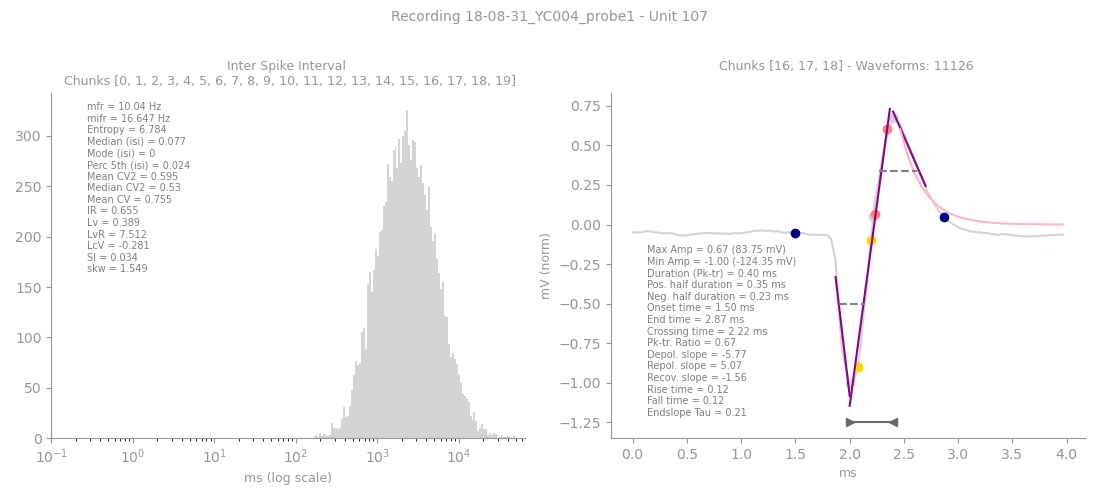 Recording 18-08-31_YC004_probe1 - Unit 107
Inter Spike Interval
Chunks [0, 1, 2, 3, 4, 5, 6, 7, 8, 9, 10, 11, 12, 13, 14, 15, 16, 17, 18, 19]
mfr = 10.04 Hz
mifr = 16.647 Hz
Entropy = 6.784
Median (isi) = 0.077
Mode (isi) = 0
Perc 5th (isi) = 0.024
Mean CV2 = 0.595
Median CV2 = 0.53
Mean CV = 0.755
IR = 0.655
Lv = 0.389
LvR = 7.512
LcV = -0.281
SI = 0.034
skw = 1.549
300
250
200
150
100
50
0
10⁻¹ 10⁰ 10¹ 10² 10³ 10⁴
ms (log scale)
Chunks [16, 17, 18] - Waveforms: 11126
mV (norm)
0.75
0.50
0.25
0.00
−0.25
−0.50
−0.75
−1.00
−1.25
Max Amp = 0.67 (83.75 mV)
Min Amp = -1.00 (-124.35 mV)
Duration (Pk-tr) = 0.40 ms
Pos. half duration = 0.35 ms
Neg. half duration = 0.23 ms
Onset time = 1.50 ms
End time = 2.87 ms
Crossing time = 2.22 ms
Pk-tr. Ratio = 0.67
Depol. slope = -5.77
Repol. slope = 5.07
Recov. slope = -1.56
Rise time = 0.12
Fall time = 0.12
Endslope Tau = 0.21
0.0 0.5 1.0 1.5 2.0 2.5 3.0 3.5 4.0
ms